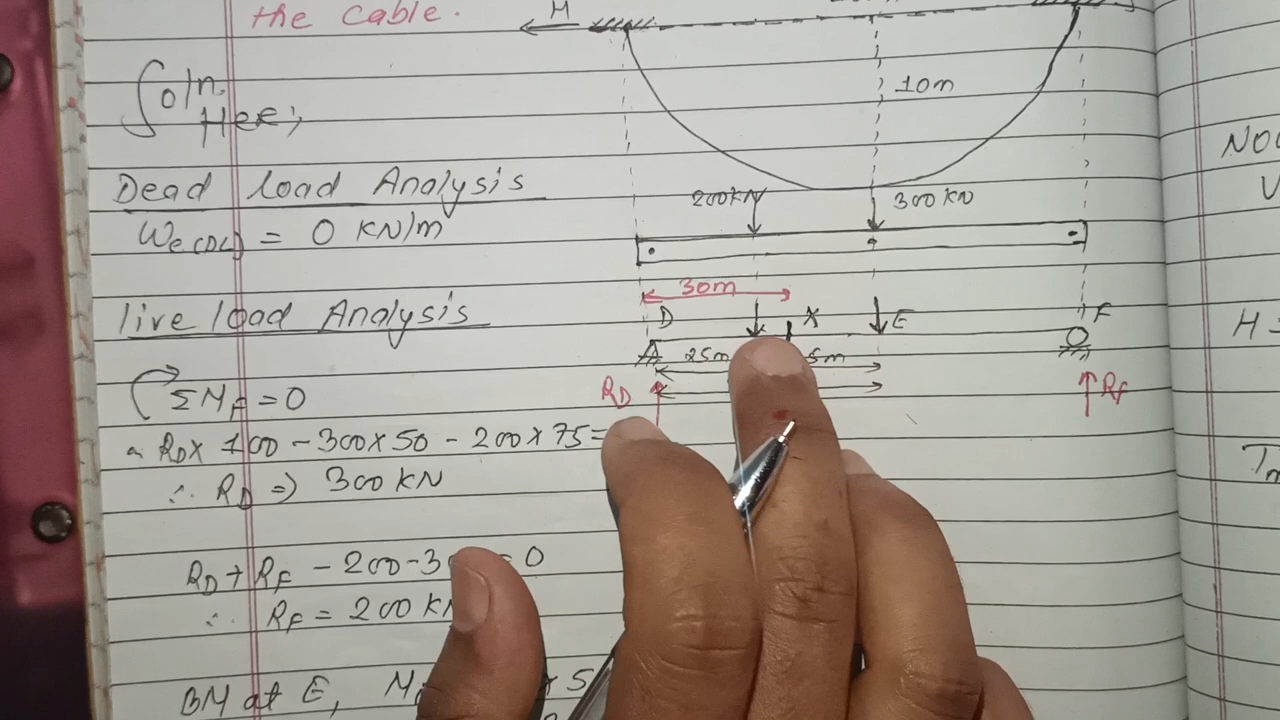 the cable.
H
Soln.
Here,
10m
Dead load Analysis
200kN
300 kN
We(DL) = 0 KN/m
30m
live load Analysis
D
X
E
F
25m
ΣMF = 0
RD
RF
RD x 100 - 300x50 - 200 x 75=
∴ RD => 300 KN
RD + RF - 200-3
= 0
∴ RF = 200 k
BM at E,
NO
H =